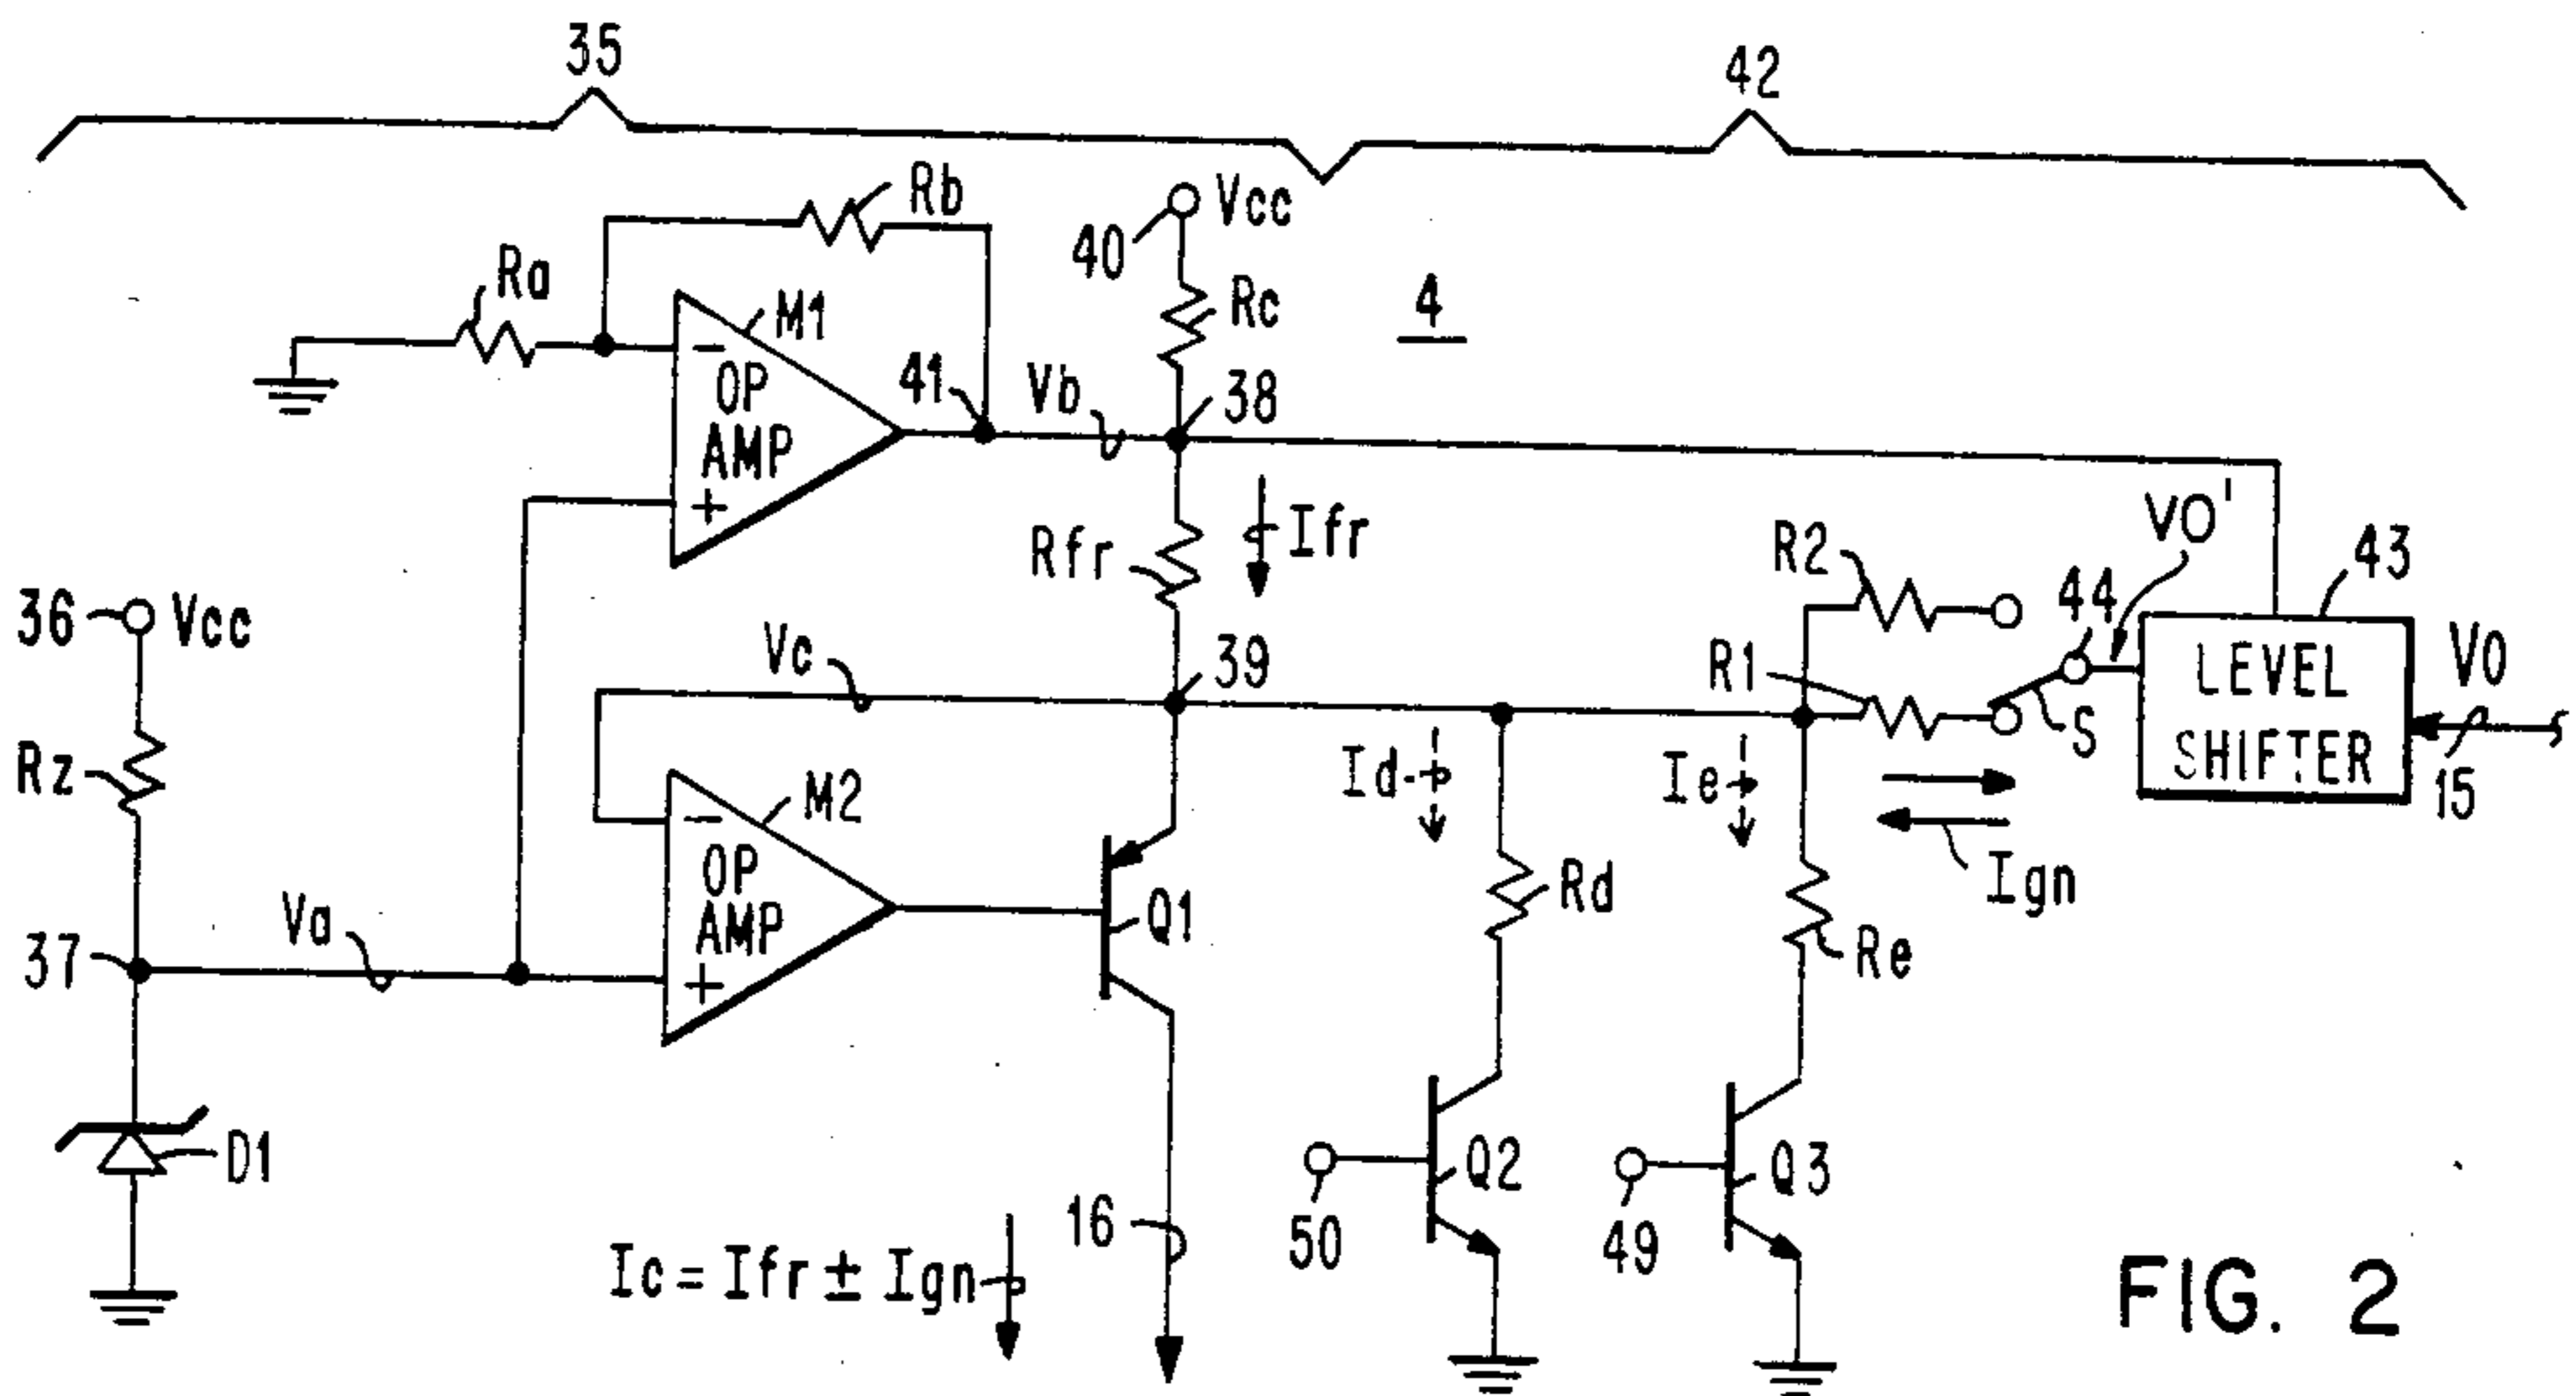 35
42
Rb
Vcc
40
Ra
M1
Rc
4
OP
AMP
-
+
41
Vb
38
Rfr
Ifr
R2
VO'
44
43
36
Vcc
Vc
39
R1
S
LEVEL
SHIFTER
VO
15
Rz
M2
Id
Ie
Ign
OP
AMP
-
+
Va
37
Q1
Rd
Re
D1
Q2
Q3
50
49
16
Ic = Ifr ± Ign
FIG. 2